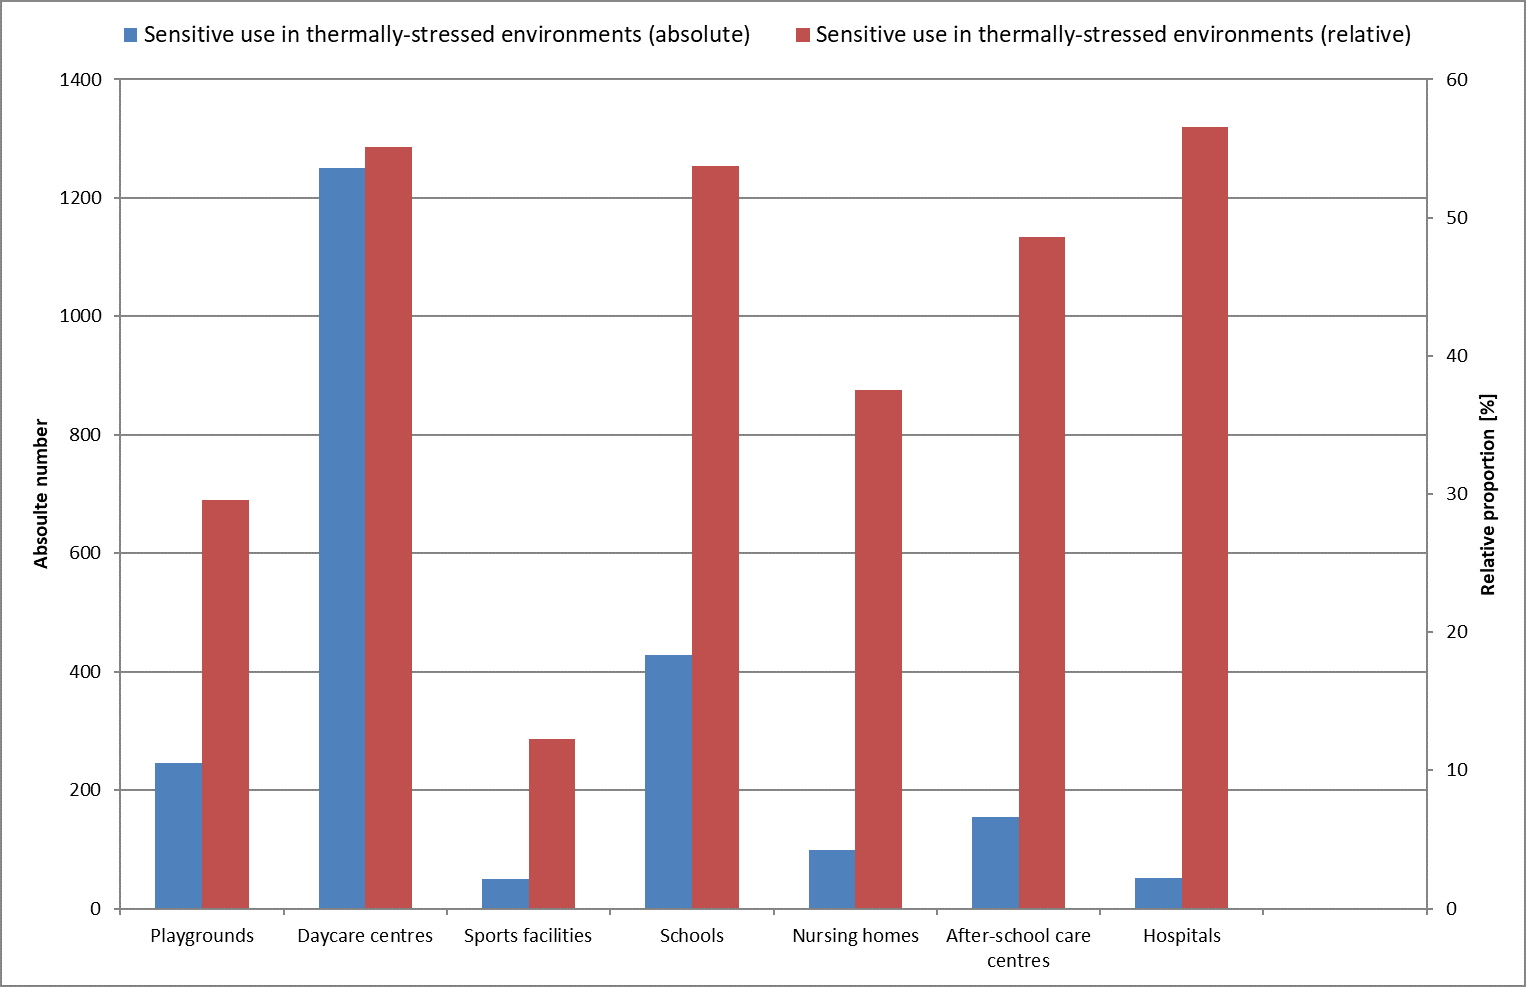 Sensitive use in thermally-stressed environments (absolute)
Sensitive use in thermally-stressed environments (relative)
1400
1200
1000
800
600
400
200
0
Absoulte number
60
50
40
30
20
10
0
Relative proportion [%]
Playgrounds
Daycare centres
Sports facilities
Schools
Nursing homes
After-school care
centres
Hospitals